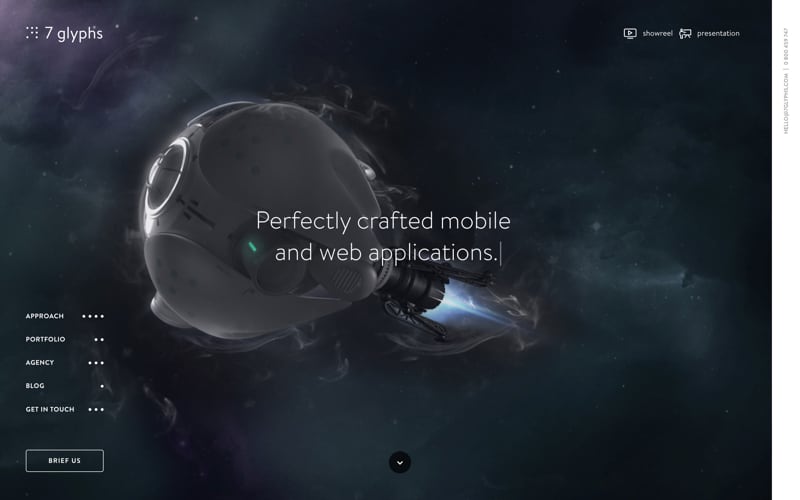 7 glyphs
showreel
presentation
HELLO@7GLYPHS.COM | 0 800 459 747
Perfectly crafted mobile
and web applications.
APPROACH
PORTFOLIO
AGENCY
BLOG
GET IN TOUCH
BRIEF US